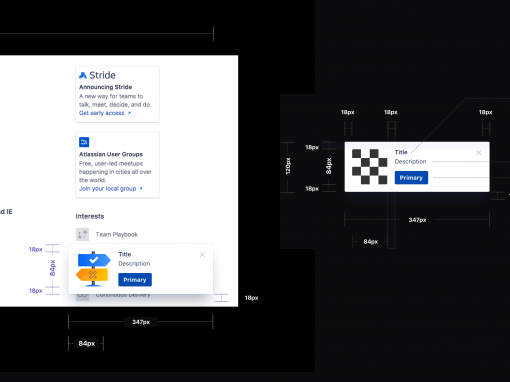 Stride
Announcing Stride
A new way for teams to
talk, meet, decide, and do.
Get early access
Atlassian User Groups
Free, user-led meetups
happening in cities all over
the world.
Join your local group
Interests
d IE
Team Playbook
18px
84px
18px
Title
Description
Primary
Continuous Delivery
18px
347px
84px
18px
18px
18px
18px
120px
84px
18px
Title
Description
Primary
347px
84px